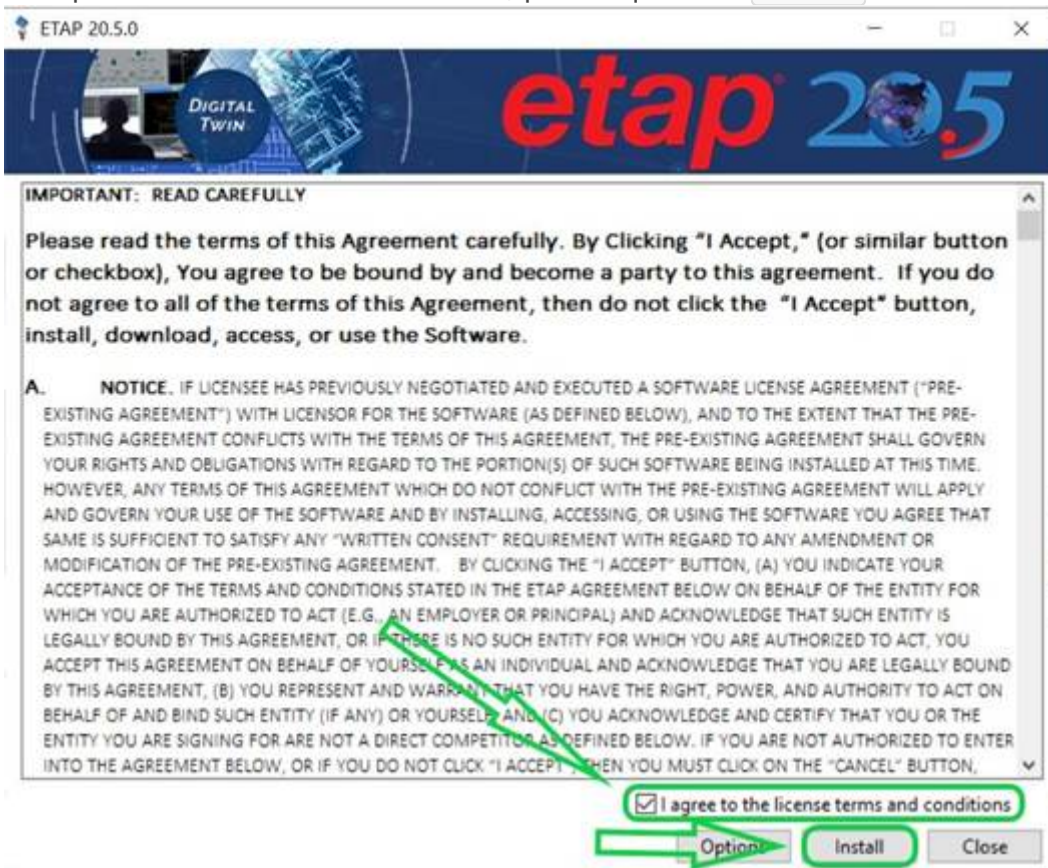 ETAP 20.5.0
DIGITAL
TWIN
etap 20.5
IMPORTANT: READ CAREFULLY
Please read the terms of this Agreement carefully. By Clicking "I Accept," (or similar button
or checkbox), You agree to be bound by and become a party to this agreement. If you do
not agree to all of the terms of this Agreement, then do not click the "I Accept" button,
install, download, access, or use the Software.
A. NOTICE. IF LICENSEE HAS PREVIOUSLY NEGOTIATED AND EXECUTED A SOFTWARE LICENSE AGREEMENT ("PRE-
EXISTING AGREEMENT") WITH LICENSOR FOR THE SOFTWARE (AS DEFINED BELOW), AND TO THE EXTENT THAT THE PRE-
EXISTING AGREEMENT CONFLICTS WITH THE TERMS OF THIS AGREEMENT, THE PRE-EXISTING AGREEMENT SHALL GOVERN
YOUR RIGHTS AND OBLIGATIONS WITH REGARD TO THE PORTION(S) OF SUCH SOFTWARE BEING INSTALLED AT THIS TIME.
HOWEVER, ANY TERMS OF THIS AGREEMENT WHICH DO NOT CONFLICT WITH THE PRE-EXISTING AGREEMENT WILL APPLY
AND GOVERN YOUR USE OF THE SOFTWARE AND BY INSTALLING, ACCESSING, OR USING THE SOFTWARE YOU AGREE THAT
SAME IS SUFFICIENT TO SATISFY ANY "WRITTEN CONSENT" REQUIREMENT WITH REGARD TO ANY AMENDMENT OR
MODIFICATION OF THE PRE-EXISTING AGREEMENT. BY CLICKING THE "I ACCEPT" BUTTON, (A) YOU INDICATE YOUR
ACCEPTANCE OF THE TERMS AND CONDITIONS STATED IN THE ETAP AGREEMENT BELOW ON BEHALF OF THE ENTITY FOR
WHICH YOU ARE AUTHORIZED TO ACT (E.G., AN EMPLOYER OR PRINCIPAL) AND ACKNOWLEDGE THAT SUCH ENTITY IS
LEGALLY BOUND BY THIS AGREEMENT, OR IF THERE IS NO SUCH ENTITY FOR WHICH YOU ARE AUTHORIZED TO ACT, YOU
ACCEPT THIS AGREEMENT ON BEHALF OF YOURSELF AS AN INDIVIDUAL AND ACKNOWLEDGE THAT YOU ARE LEGALLY BOUND
BY THIS AGREEMENT, (B) YOU REPRESENT AND WARRANT THAT YOU HAVE THE RIGHT, POWER, AND AUTHORITY TO ACT ON
BEHALF OF AND BIND SUCH ENTITY (IF ANY) OR YOURSELF, AND (C) YOU ACKNOWLEDGE AND CERTIFY THAT YOU OR THE
ENTITY YOU ARE SIGNING FOR ARE NOT A DIRECT COMPETITOR AS DEFINED BELOW. IF YOU ARE NOT AUTHORIZED TO ENTER
INTO THE AGREEMENT BELOW, OR IF YOU DO NOT CLICK "I ACCEPT", THEN YOU MUST CLICK ON THE "CANCEL" BUTTON,
I agree to the license terms and conditions
Options Install Close